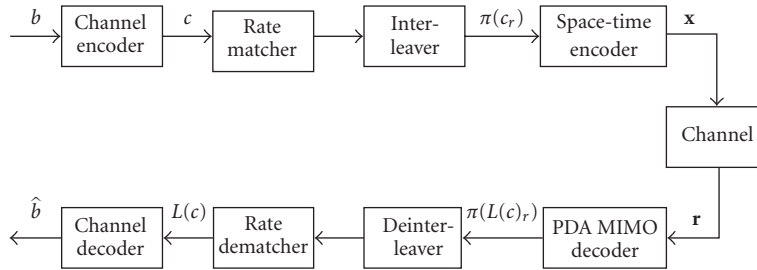 b
Channel
encoder
c
Rate
matcher
Inter-
leaver
π(c_r)
Space-time
encoder
x
Channel
r
PDA MIMO
decoder
π(L(c)_r)
Deinter-
leaver
Rate
dematcher
L(c)
Channel
decoder
b̂